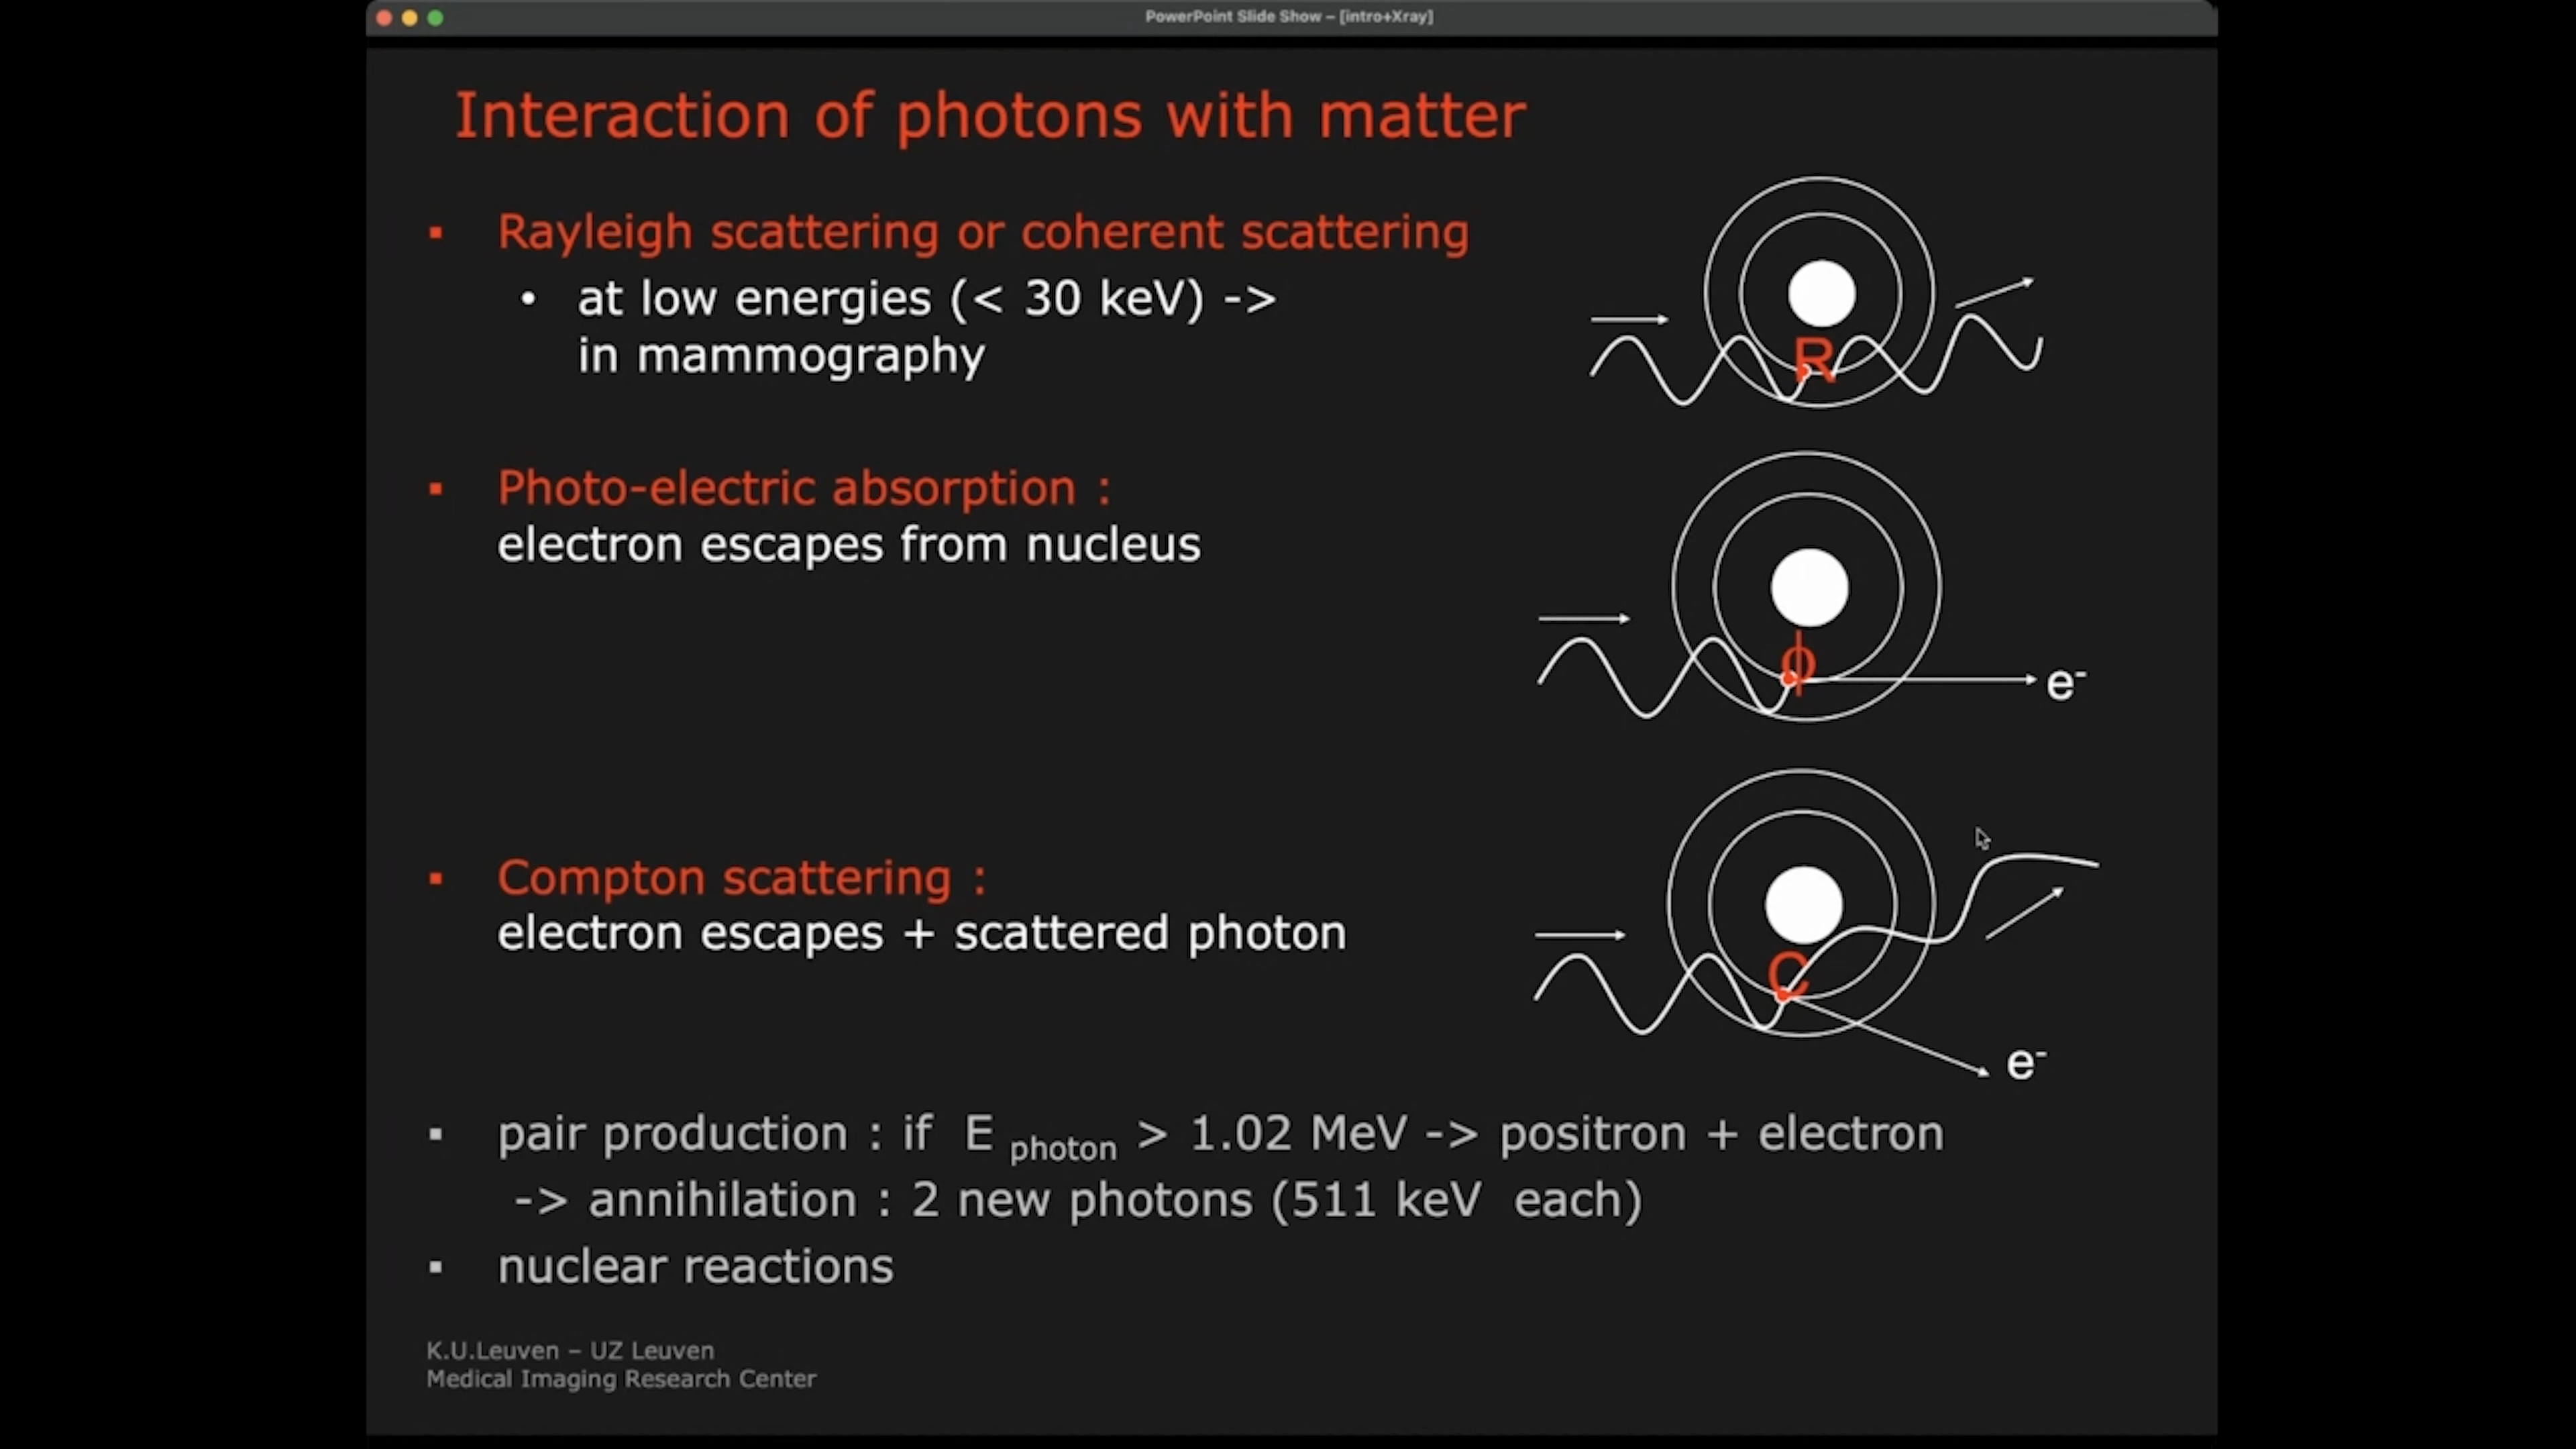 PowerPoint Slide Show – [intro+Xray]
Interaction of photons with matter
▪ Rayleigh scattering or coherent scattering
• at low energies (< 30 keV) ->
in mammography
R
▪ Photo-electric absorption :
electron escapes from nucleus
ϕ
e-
▪ Compton scattering :
electron escapes + scattered photon
C
e-
▪ pair production : if E photon > 1.02 MeV -> positron + electron
-> annihilation : 2 new photons (511 keV each)
▪ nuclear reactions
K.U.Leuven – UZ Leuven
Medical Imaging Research Center